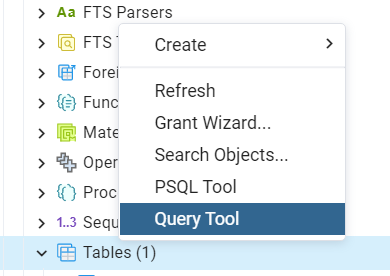 Aa FTS Parsers
FTS
Create
Forei
Refresh
Func
Grant Wizard...
Mate
Search Objects...
Oper
PSQL Tool
Proc
1..3 Sequ
Query Tool
Tables (1)